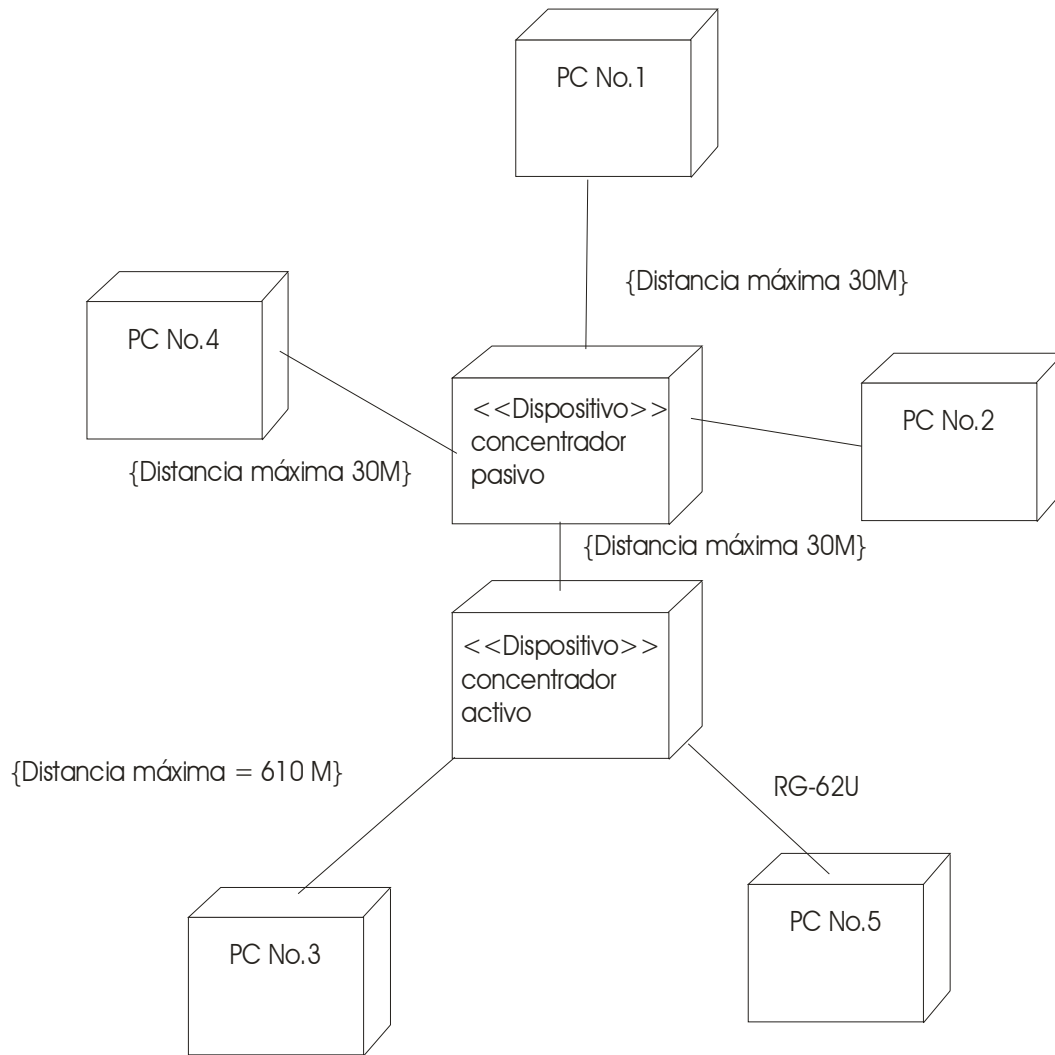 PC No.1
{Distancia máxima 30M}
PC No.4
<<Dispositivo>>
concentrador
pasivo
PC No.2
{Distancia máxima 30M}
{Distancia máxima 30M}
<<Dispositivo>>
concentrador
activo
{Distancia máxima = 610 M}
RG-62U
PC No.3
PC No.5